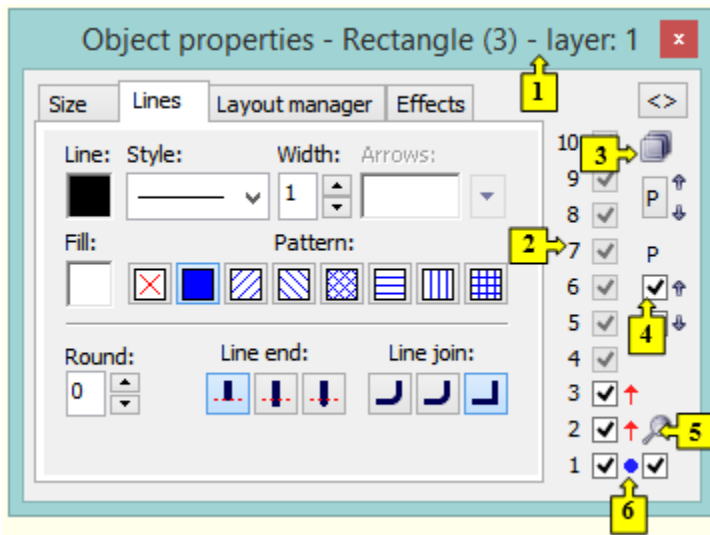 Object properties - Rectangle (3) - layer: 1 x
1
Size Lines Layout manager Effects <>
Line: Style: Width: Arrows: 10 3
1 9 P
8
Fill: Pattern: 2 7 P
6
5 4
Round: Line end: Line join: 4
0 3
2 5
1
6